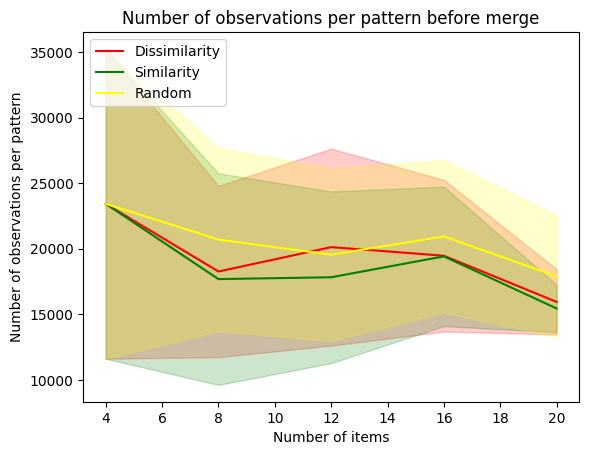 Number of observations per pattern before merge
Dissimilarity
Similarity
Random
Number of observations per pattern
35000
30000
25000
20000
15000
10000
4 6 8 10 12 14 16 18 20
Number of items